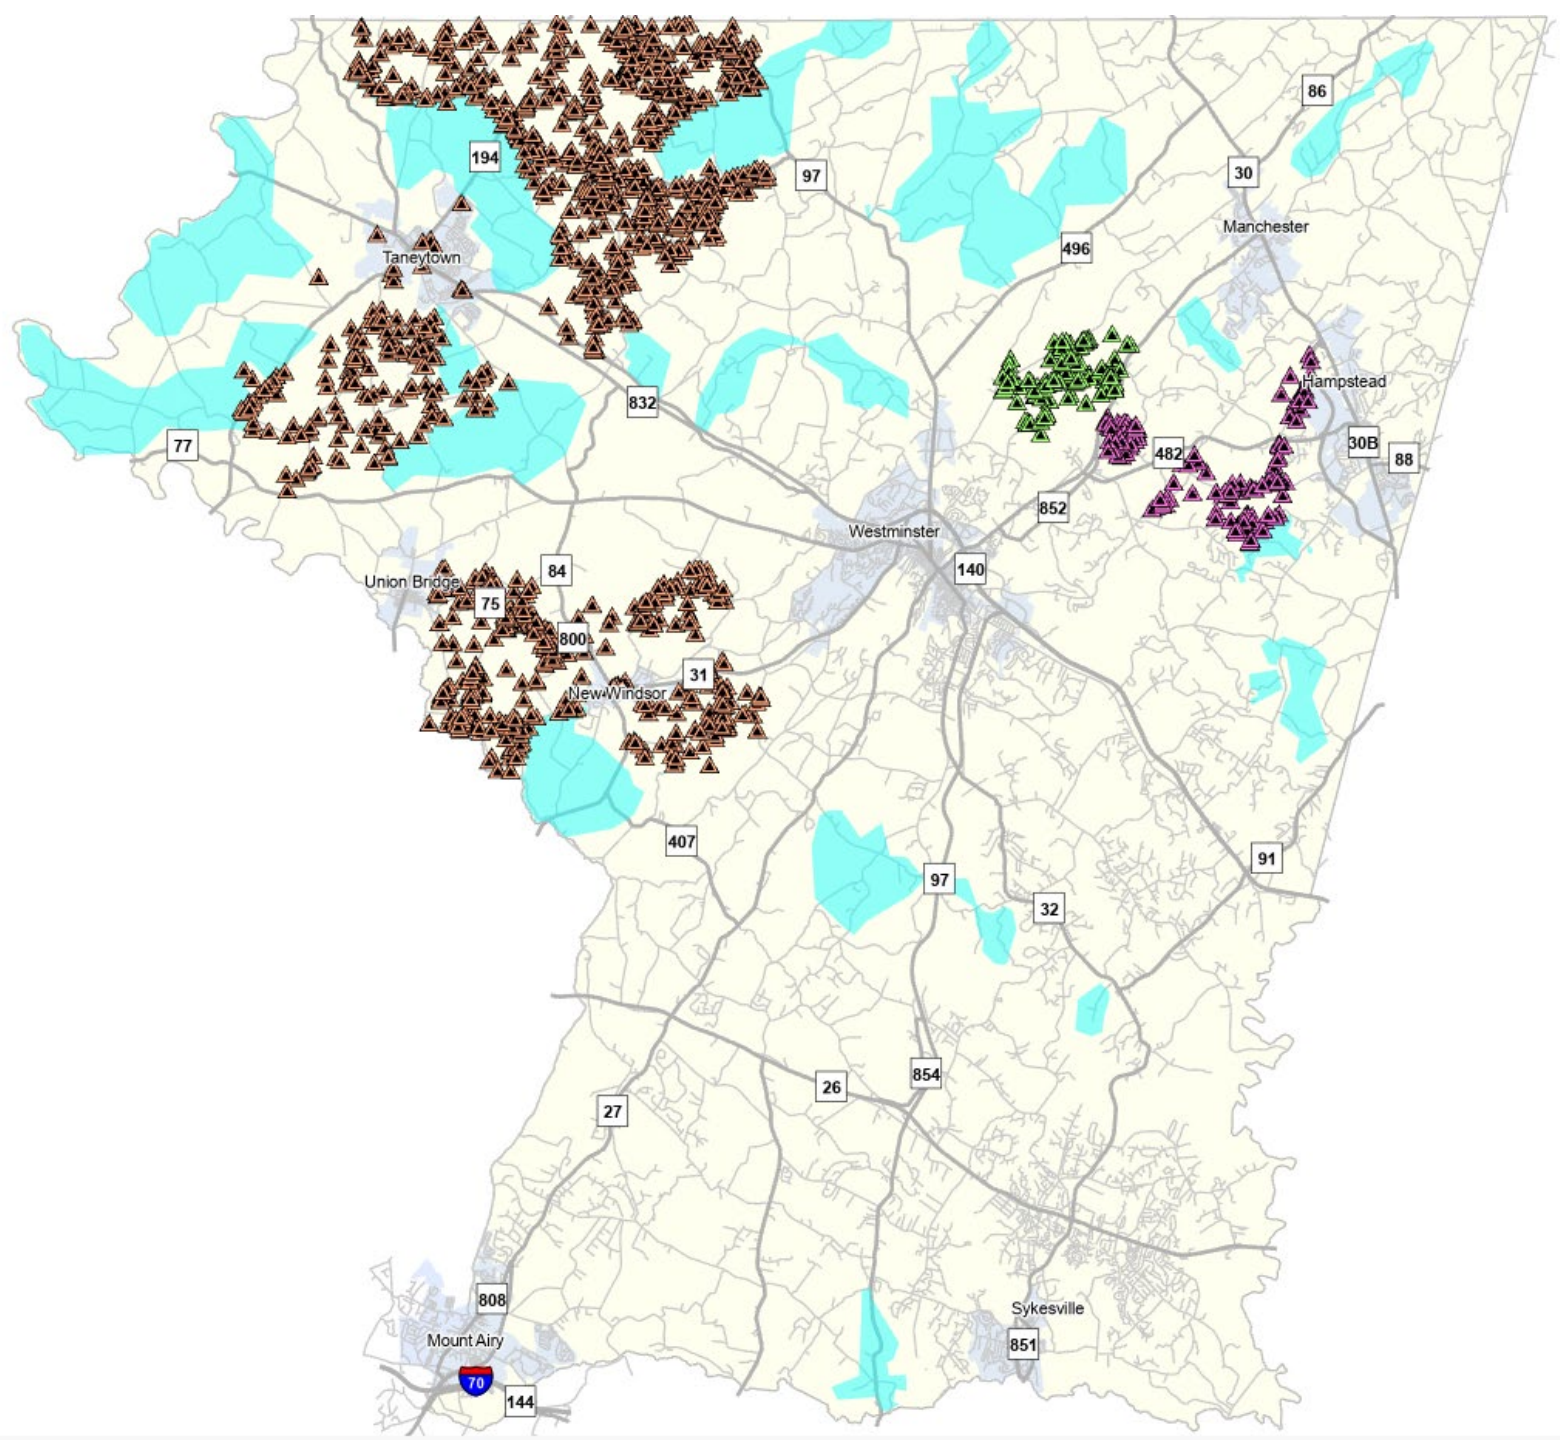 86
194
30
97
Manchester
496
Taneytown
Hampstead
832
30B
77
482
88
852
Westminster
84
140
Union Bridge
75
800
31
New Windsor
407
91
97
32
854
26
27
808
Sykesville
Mount Airy
851
70
144